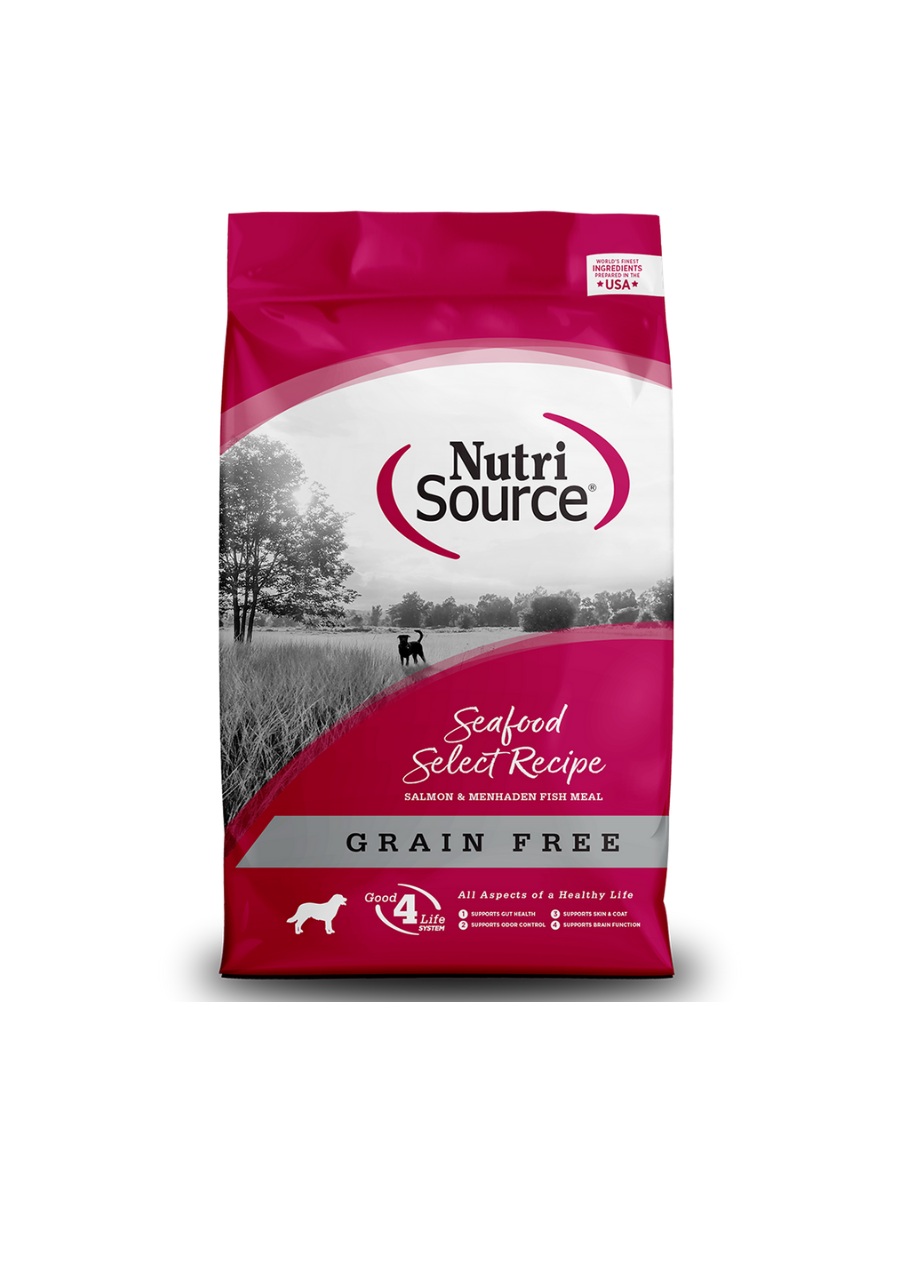 WORLD'S FINEST
INGREDIENTS
PREPARED IN THE
★USA★
Nutri
Source®
Seafood
Select Recipe
SALMON & MENHADEN FISH MEAL
GRAIN FREE
Good 4 Life
SYSTEM
All Aspects of a Healthy Life
1 SUPPORTS GUT HEALTH
2 SUPPORTS ODOR CONTROL
3 SUPPORTS SKIN & COAT
4 SUPPORTS BRAIN FUNCTION